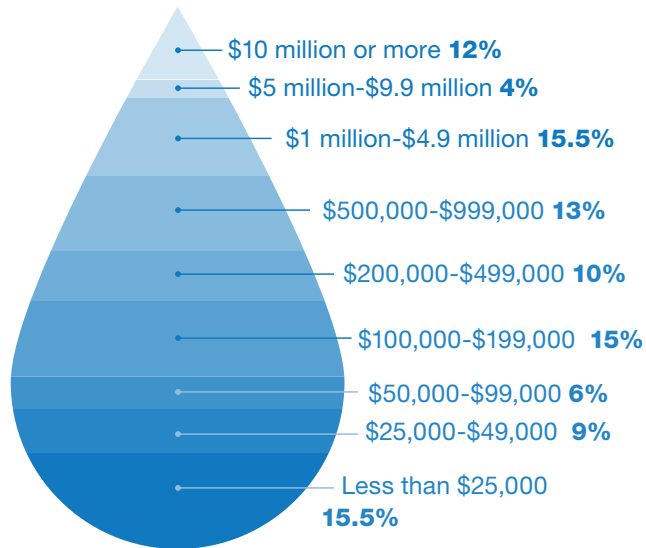 $10 million or more 12%
$5 million-$9.9 million 4%
$1 million-$4.9 million 15.5%
$500,000-$999,000 13%
$200,000-$499,000 10%
$100,000-$199,000 15%
$50,000-$99,000 6%
$25,000-$49,000 9%
Less than $25,000
15.5%